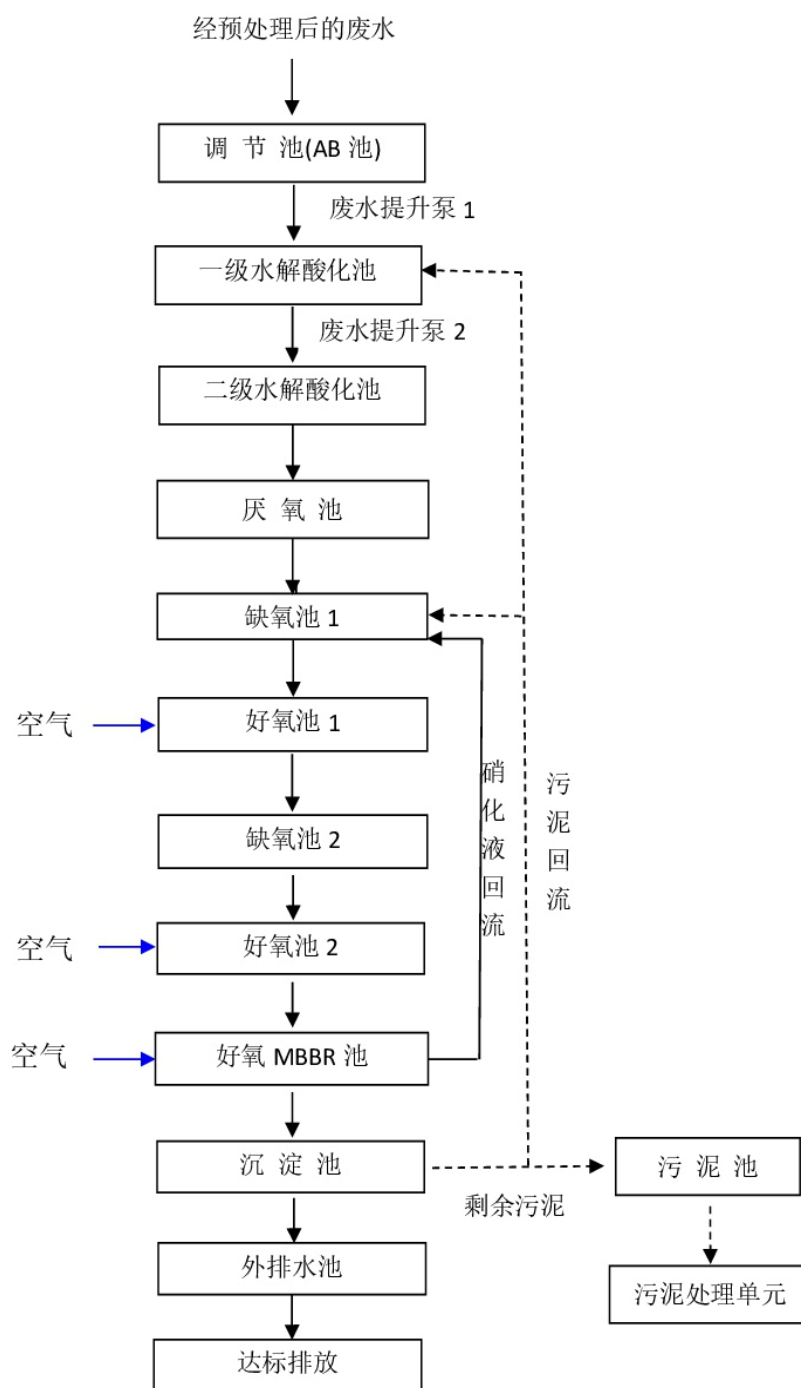 经预处理后的废水
调 节 池(AB 池)
废水提升泵 1
一级水解酸化池
废水提升泵 2
二级水解酸化池
厌 氧 池
缺氧池 1
空气
好氧池 1
硝化液回流
污泥回流
缺氧池 2
空气
好氧池 2
空气
好氧 MBBR 池
沉 淀 池
污 泥 池
剩余污泥
外排水池
污泥处理单元
达标排放